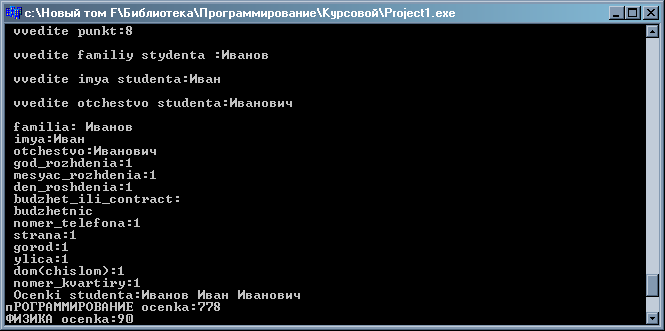 c:\Новый том F\Библиотека\Программирование\Курсовой\Project1.exe
vvedite punkt:8
vvedite familiy stydenta :Иванов
vvedite imya studenta:Иван
vvedite otchestvo studenta:Иванович
familia: Иванов
imya:Иван
otchestvo:Иванович
god_rozhdenia:1
mesyac_rozhdenia:1
den_roshdenia:1
budzhet_ili_contract:
budzhetnic
nomer_telefona:1
strana:1
gorod:1
ylica:1
dom(chislom):1
nomer_kvartiry:1
Ocenki studenta:Иванов Иван Иванович
пРОГРАММИРОВАНИЕ ocenka:778
ФИЗИКА ocenka:90